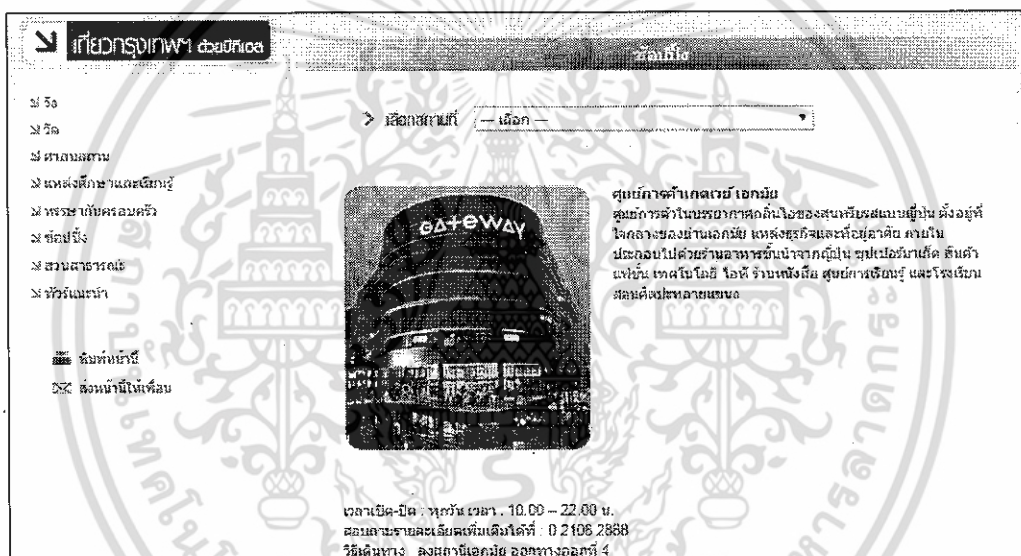 เที่ยวกรุงเทพฯ ด้วยบีทีเอส
ช้อปปิ้ง
วัง
วัด
ศาสนสถาน
แหล่งศึกษาและเรียนรู้
หรรษากับครอบครัว
ช้อปปิ้ง
สวนสาธารณะ
ทัวร์แนะนำ
พิมพ์หน้านี้
ส่งหน้านี้ให้เพื่อน
> เลือกสถานที่ — เลือก —
GATEWAY
ศูนย์การค้าเกตเวย์ เอกมัย
ศูนย์การค้าในบรรยากาศกลิ่นไอของสุนทรียรสแบบญี่ปุ่น ตั้งอยู่ที่
ใจกลางของย่านเอกมัย แหล่งธุรกิจและที่อยู่อาศัย ภายใน
ประกอบไปด้วยร้านอาหารชั้นนำจากญี่ปุ่น ซุปเปอร์มาเก็ต สินค้า
แฟชั่น เทคโนโลยี ไอที ร้านหนังสือ ศูนย์การเรียนรู้ และโรงเรียน
สอนศิลปะหลายแขนง
เวลาเปิด-ปิด : ทุกวัน เวลา . 10.00 – 22.00 น.
สอบถามรายละเอียดเพิ่มเติมได้ที่ : 0 2108 2888
วิธีเดินทาง ลงสถานีเอกมัย ออกทางออกที่ 4